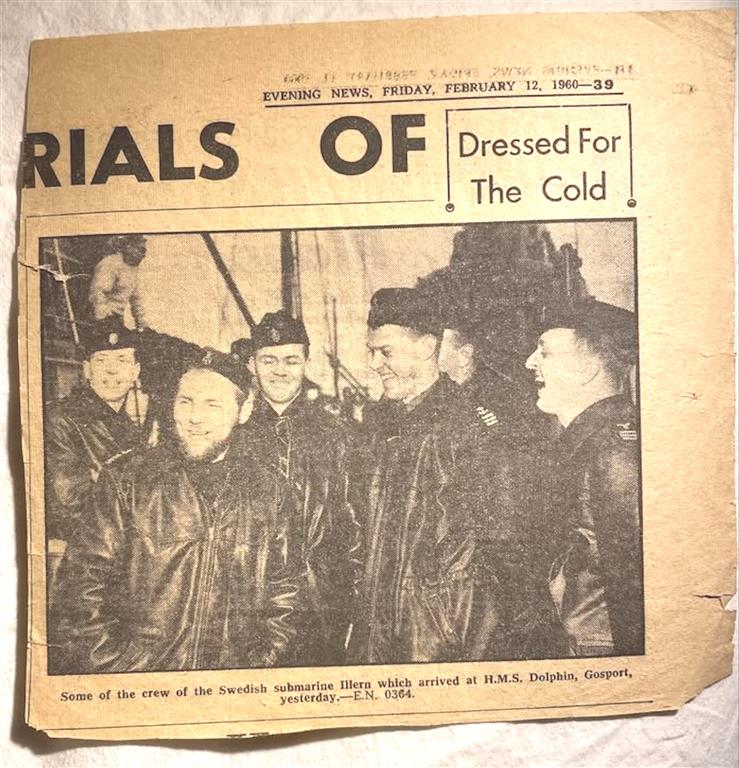 EVENING NEWS, FRIDAY, FEBRUARY 12, 1960—39
RIALS OF
Dressed For
The Cold
Some of the crew of the Swedish submarine Illern which arrived at H.M.S. Dolphin, Gosport,
yesterday.—E.N. 0364.